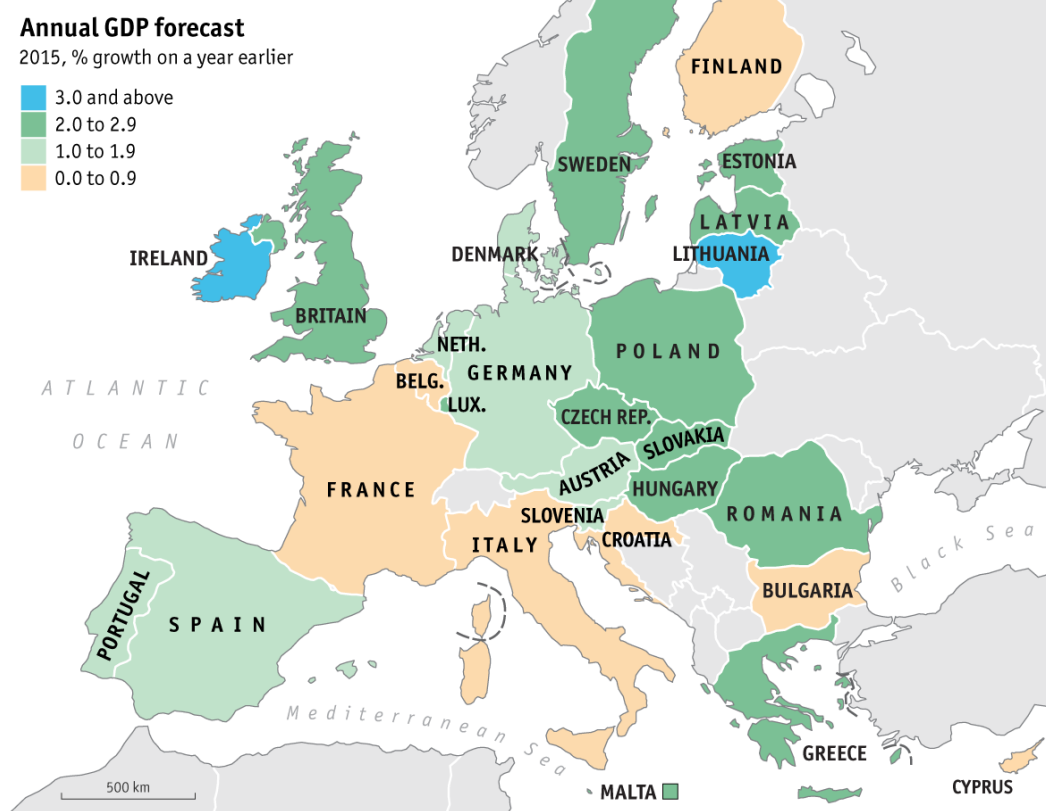 Annual GDP forecast
2015, % growth on a year earlier
3.0 and above
2.0 to 2.9
1.0 to 1.9
0.0 to 0.9
FINLAND
SWEDEN
ESTONIA
LATVIA
LITHUANIA
DENMARK
IRELAND
BRITAIN
NETH.
GERMANY
POLAND
BELG.
LUX.
ATLANTIC
OCEAN
CZECH REP.
SLOVAKIA
AUSTRIA
HUNGARY
FRANCE
ROMANIA
SLOVENIA
CROATIA
ITALY
Black Sea
BULGARIA
PORTUGAL
SPAIN
Mediterranean Sea
GREECE
CYPRUS
MALTA
500 km